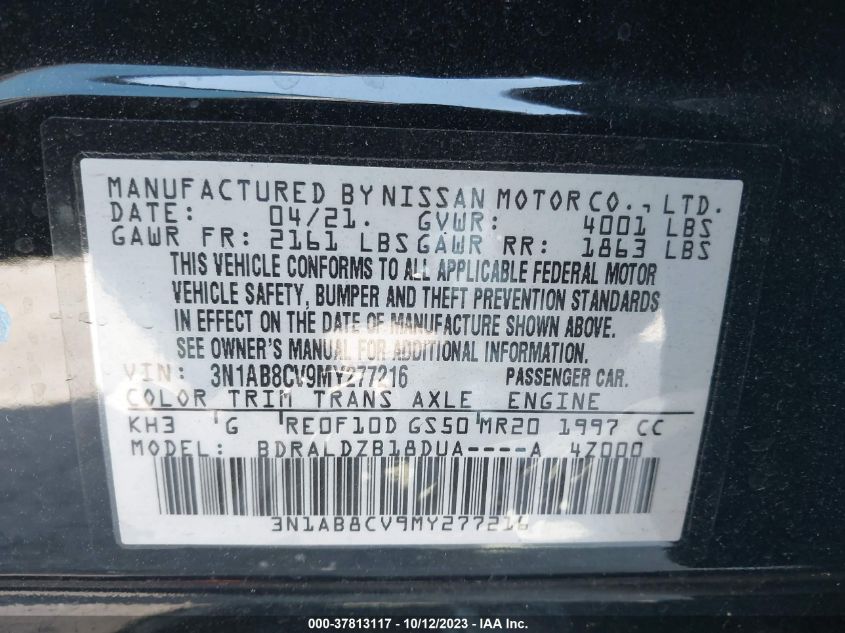 MANUFACTURED BY NISSAN MOTOR CO., LTD.
DATE: 04/21. GVWR: 4001 LBS
GAWR FR: 2161 LBS GAWR RR: 1863 LBS
THIS VEHICLE CONFORMS TO ALL APPLICABLE FEDERAL MOTOR
VEHICLE SAFETY, BUMPER AND THEFT PREVENTION STANDARDS
IN EFFECT ON THE DATE OF MANUFACTURE SHOWN ABOVE.
SEE OWNER'S MANUAL FOR ADDITIONAL INFORMATION
VIN: 3N1AB8CV9MY277216 PASSENGER CAR.
COLOR TRIM TRANS AXLE ENGINE
KH3 'G 'RE0F10D GS50'MR20 1997 CC
MODEL: BDRALDZB18DUA----A 4Z000
3N1AB8CV9MY277216
000-37813117 - 10/12/2023 - IAA Inc.